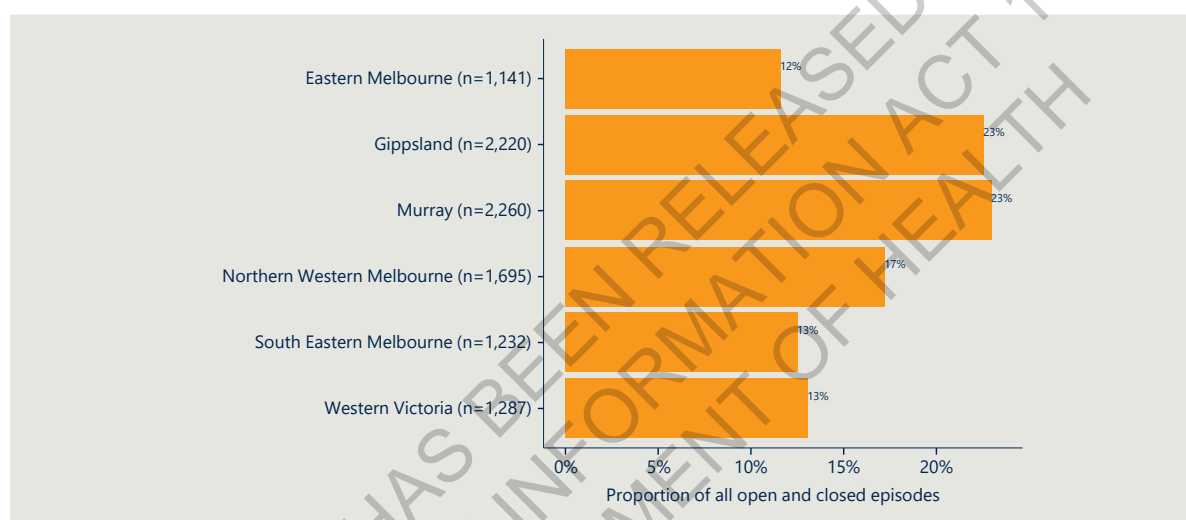 Eastern Melbourne (n=1,141)
12%
Gippsland (n=2,220)
23%
Murray (n=2,260)
23%
Northern Western Melbourne (n=1,695)
17%
South Eastern Melbourne (n=1,232)
13%
Western Victoria (n=1,287)
13%
0% 5% 10% 15% 20%
Proportion of all open and closed episodes
HAS BEEN RELEASED
INFORMATION ACT
MENT OF HEALTH